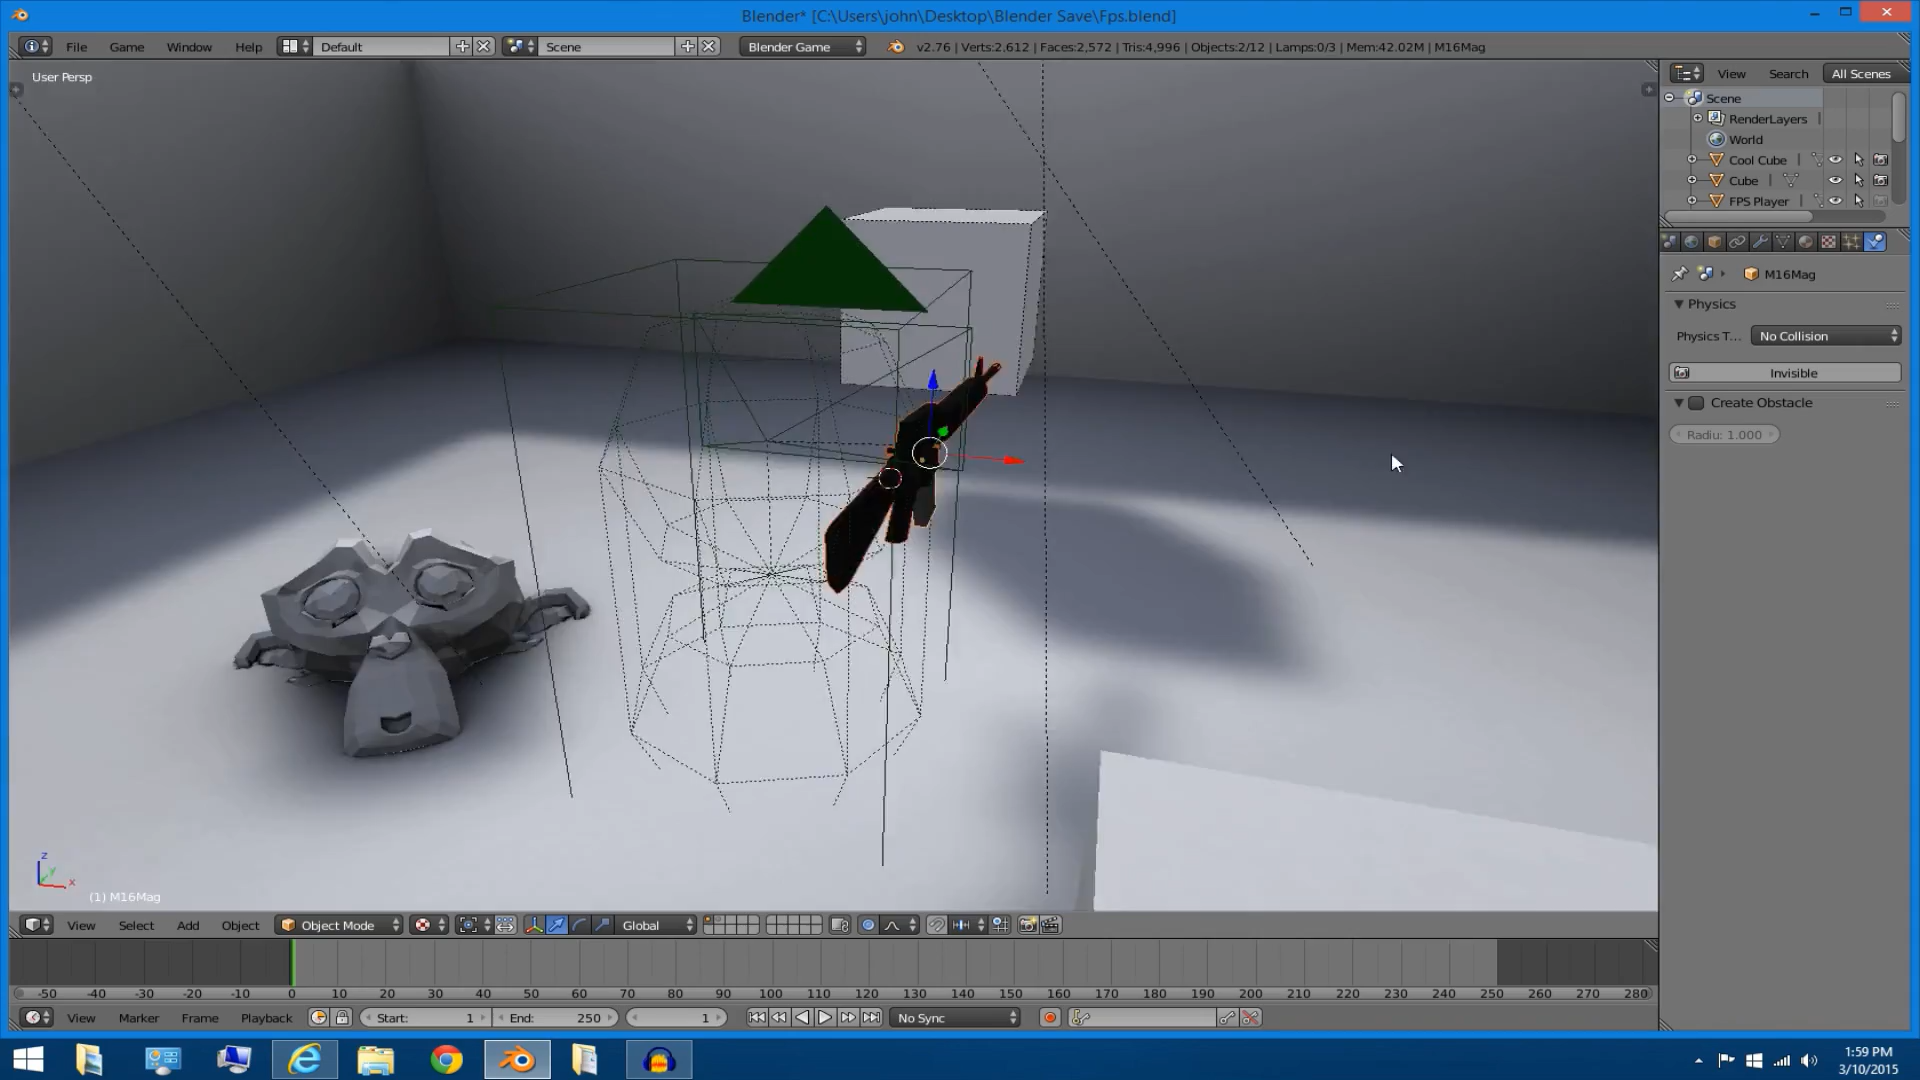 Blender* [C:\Users\john\Desktop\Blender Save\Fps.blend]
File Game Window Help Default Scene Blender Game v2.76 | Verts:2,612 | Faces:2,572 | Tris:4,996 | Objects:2/12 | Lamps:0/3 | Mem:42.02M | M16Mag
User Persp
View Search All Scenes
Scene
RenderLayers
World
Cool Cube
Cube
FPS Player
M16Mag
Physics
Physics T... No Collision
Invisible
Create Obstacle
Radiu: 1.000
z
y
x
(1) M16Mag
View Select Add Object Object Mode Global
-50 -40 -30 -20 -10 0 10 20 30 40 50 60 70 80 90 100 110 120 130 140 150 160 170 180 190 200 210 220 230 240 250 260 270 280
View Marker Frame Playback Start: 1 End: 250 1 No Sync
1:59 PM
3/10/2015